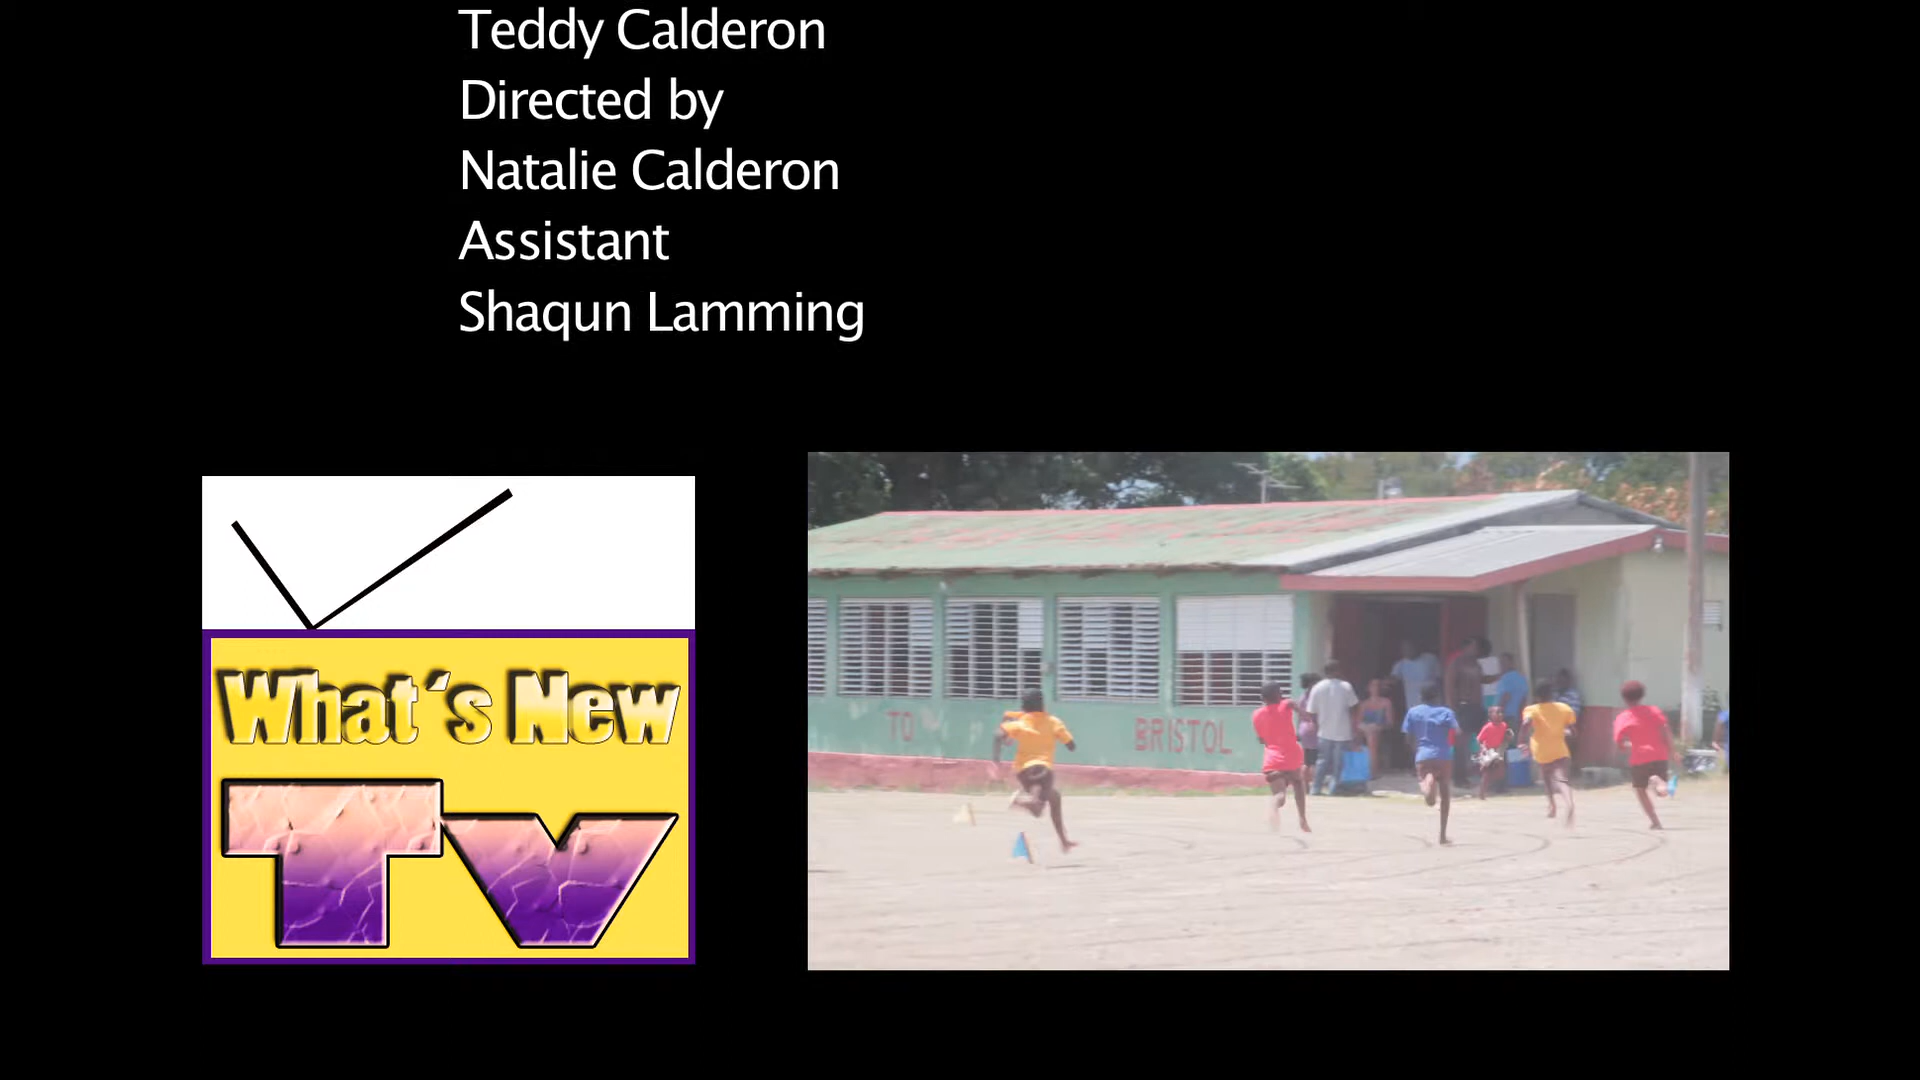 Teddy Calderon
Directed by
Natalie Calderon
Assistant
Shaqun Lamming
What´s New
TV
TO BRISTOL